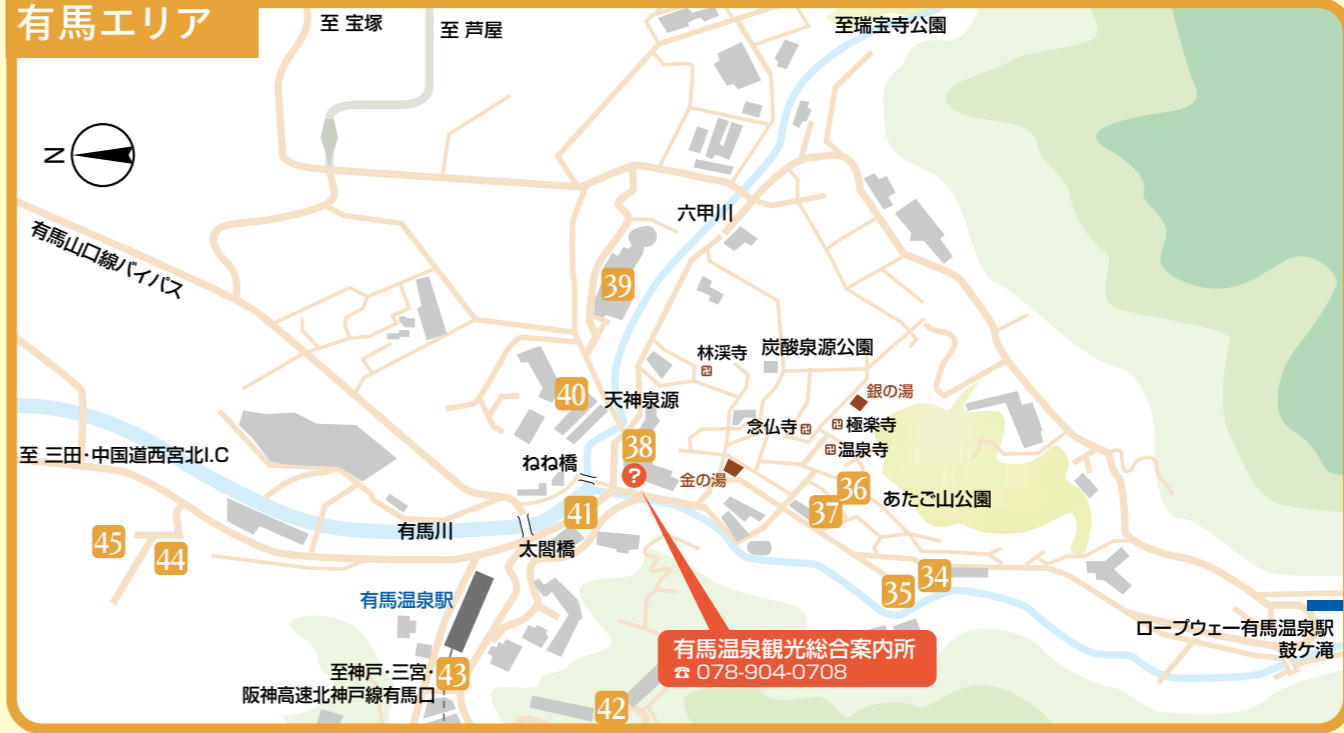 有馬エリア
至 宝塚
至 芦屋
至瑞宝寺公園
N
有馬山口線バイパス
六甲川
39
林渓寺
炭酸泉源公園
40
天神泉源
銀の湯
念仏寺
極楽寺
温泉寺
38
?
ねね橋
金の湯
至 三田・中国道西宮北I.C
36
37
あたご山公園
41
有馬川
太閤橋
45
44
有馬温泉駅
35
34
ロープウェー有馬温泉駅
鼓ケ滝
有馬温泉観光総合案内所
☎ 078-904-0708
至神戸・三宮・
阪神高速北神戸線有馬口
43
42